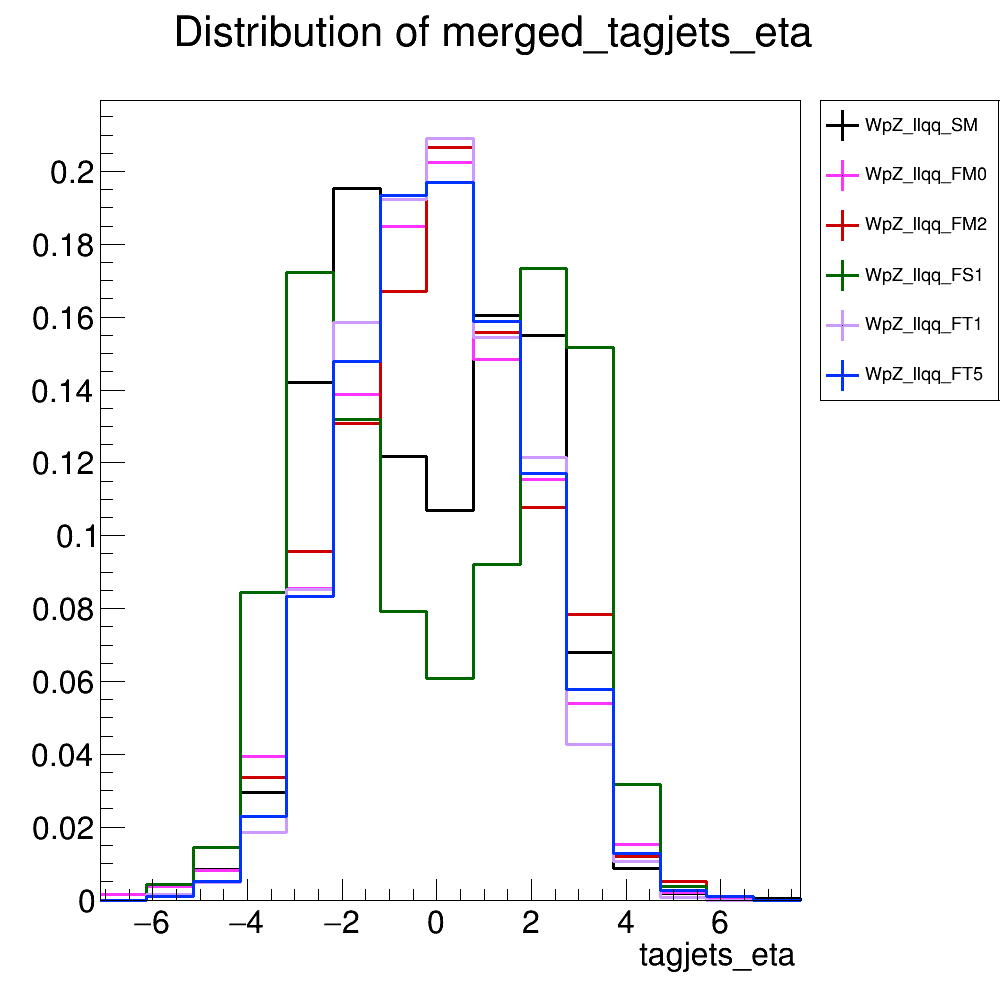 Distribution of merged_tagjets_eta
WpZ_llqq_SM
WpZ_llqq_FM0
WpZ_llqq_FM2
WpZ_llqq_FS1
WpZ_llqq_FT1
WpZ_llqq_FT5
0.2
0.18
0.16
0.14
0.12
0.1
0.08
0.06
0.04
0.02
0
−6 −4 −2 0 2 4 6
tagjets_eta